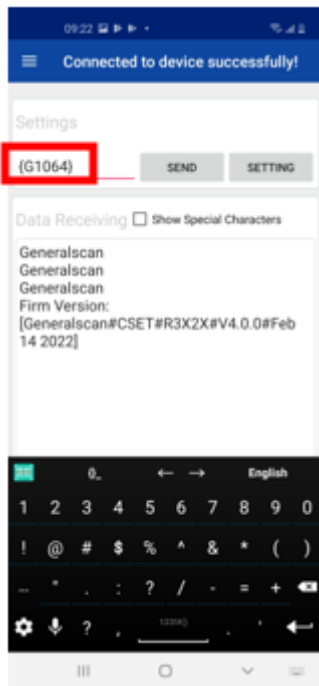 09:22
Connected to device successfully!
Settings
{G1064}
SEND
SETTING
Data Receiving
Show Special Characters
Generalscan
Generalscan
Generalscan
Firm Version:
[Generalscan#CSET#R3X2X#V4.0.0#Feb
14 2022]
English
1 2 3 4 5 6 7 8 9 0
! @ # $ % ^ & * ( )
... " . : ? / - = +
? , . '